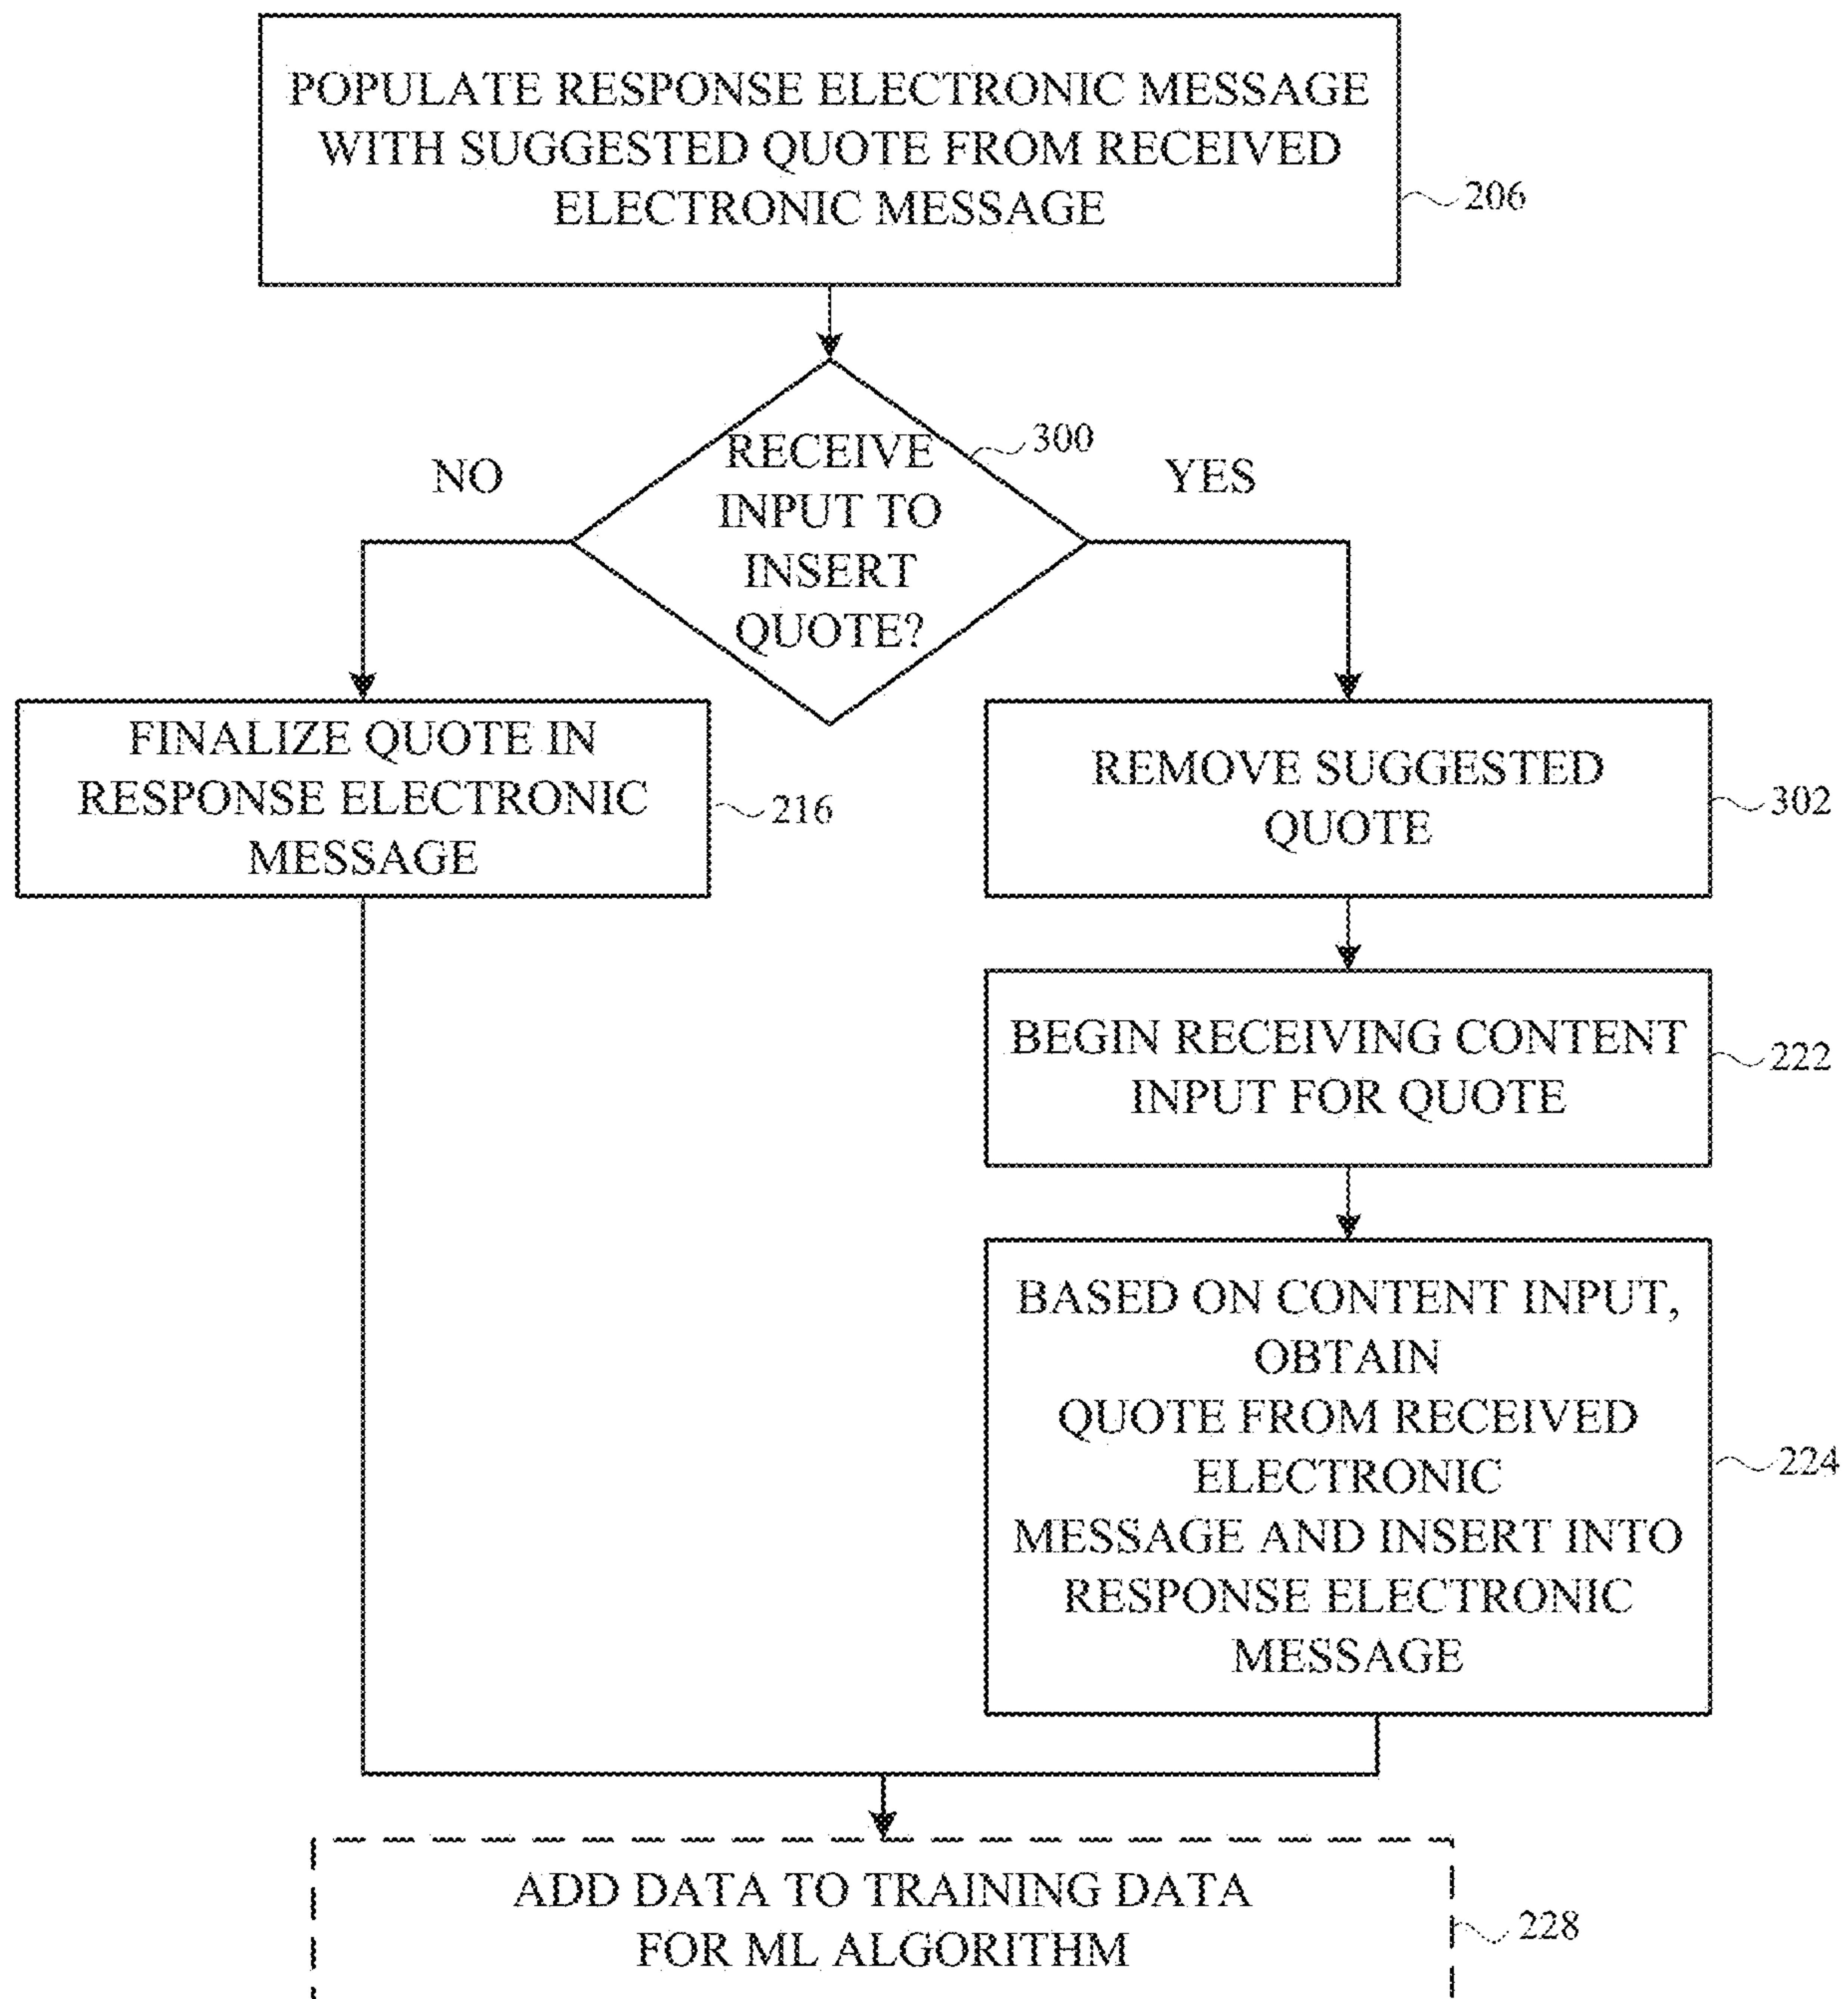 POPULATE RESPONSE ELECTRONIC MESSAGE
WITH SUGGESTED QUOTE FROM RECEIVED
ELECTRONIC MESSAGE
206
RECEIVE
INPUT TO
INSERT
QUOTE?
300
NO
YES
FINALIZE QUOTE IN
RESPONSE ELECTRONIC
MESSAGE
216
REMOVE SUGGESTED
QUOTE
302
BEGIN RECEIVING CONTENT
INPUT FOR QUOTE
222
BASED ON CONTENT INPUT,
OBTAIN
QUOTE FROM RECEIVED
ELECTRONIC
MESSAGE AND INSERT INTO
RESPONSE ELECTRONIC
MESSAGE
224
ADD DATA TO TRAINING DATA
FOR ML ALGORITHM
228